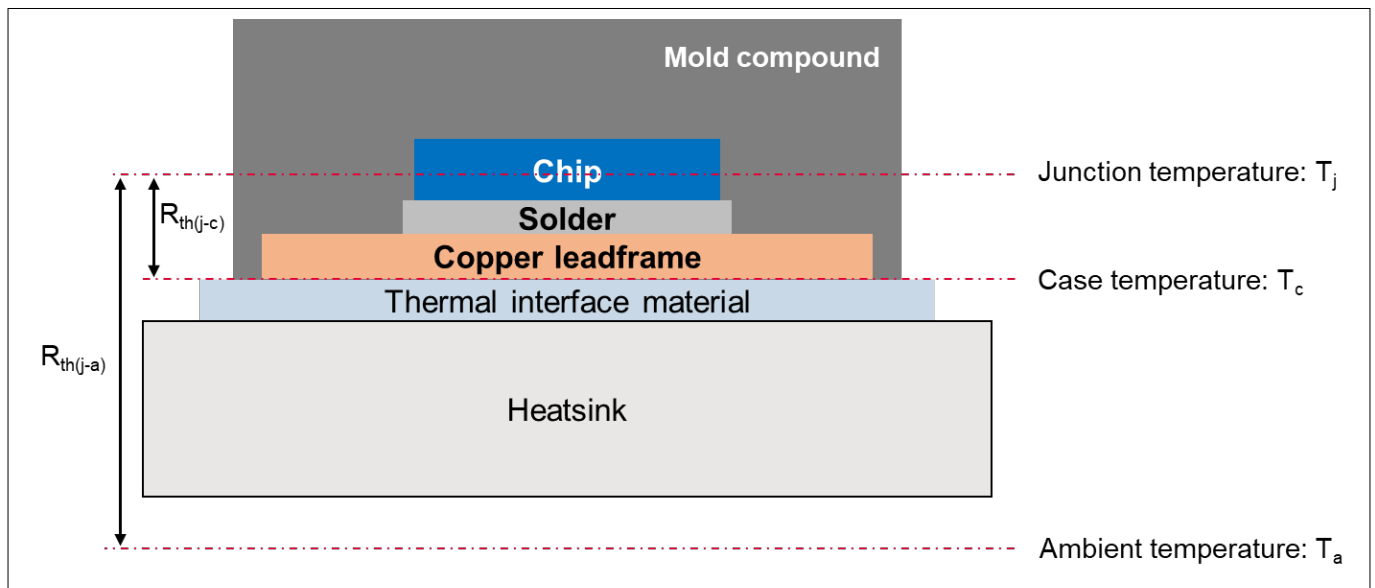 Mold compound
Chip
Junction temperature: Tj
Rth(j-c)
Solder
Copper leadframe
Case temperature: Tc
Thermal interface material
Rth(j-a)
Heatsink
Ambient temperature: Ta